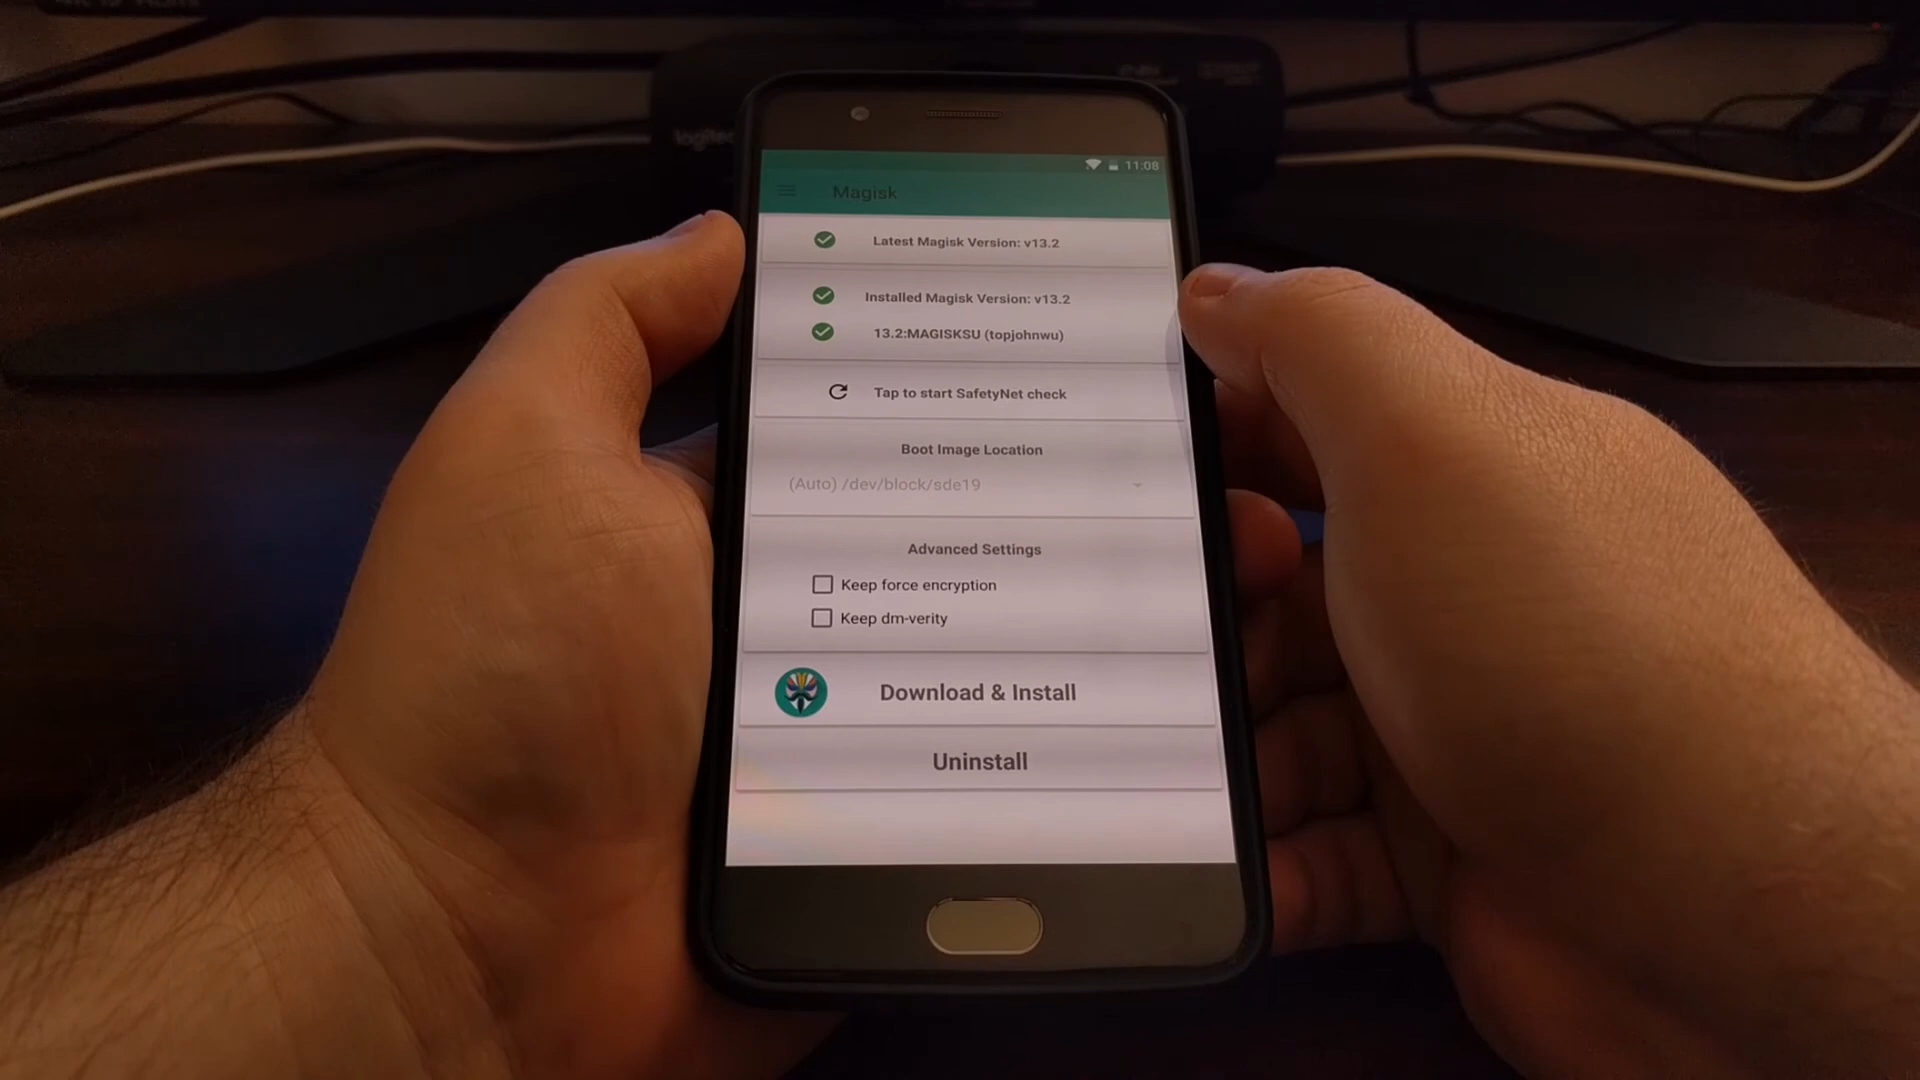 11:08
Magisk
Latest Magisk Version: v13.2
Installed Magisk Version: v13.2
13.2:MAGISKSU (topjohnwu)
Tap to start SafetyNet check
Boot Image Location
(Auto) /dev/block/sde19
Advanced Settings
Keep force encryption
Keep dm-verity
Download & Install
Uninstall